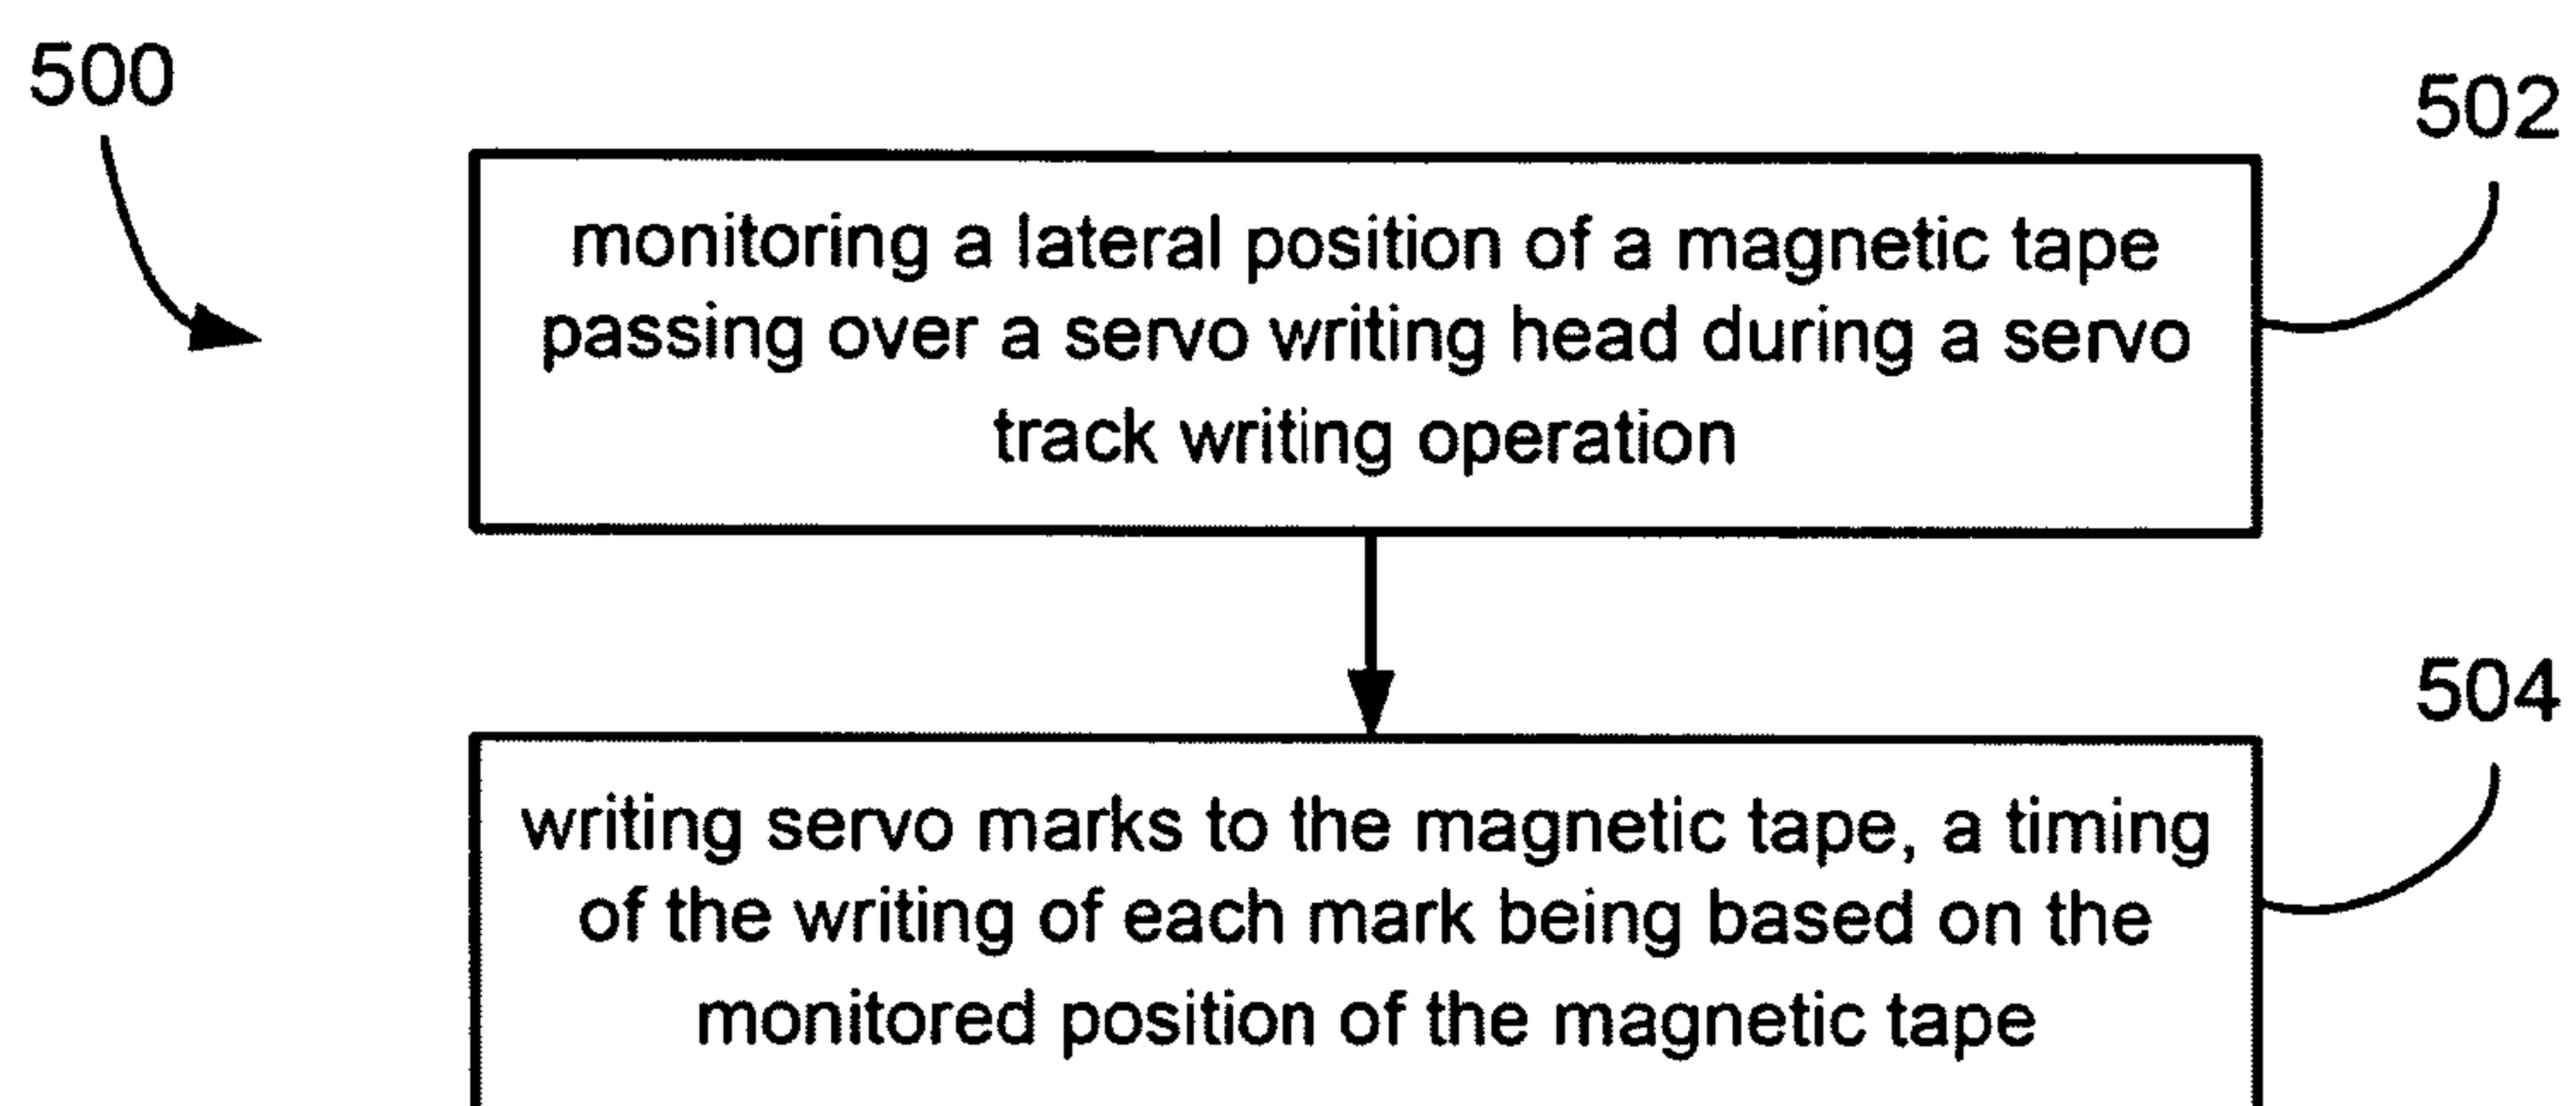 500
502
monitoring a lateral position of a magnetic tape
passing over a servo writing head during a servo
track writing operation
504
writing servo marks to the magnetic tape, a timing
of the writing of each mark being based on the
monitored position of the magnetic tape